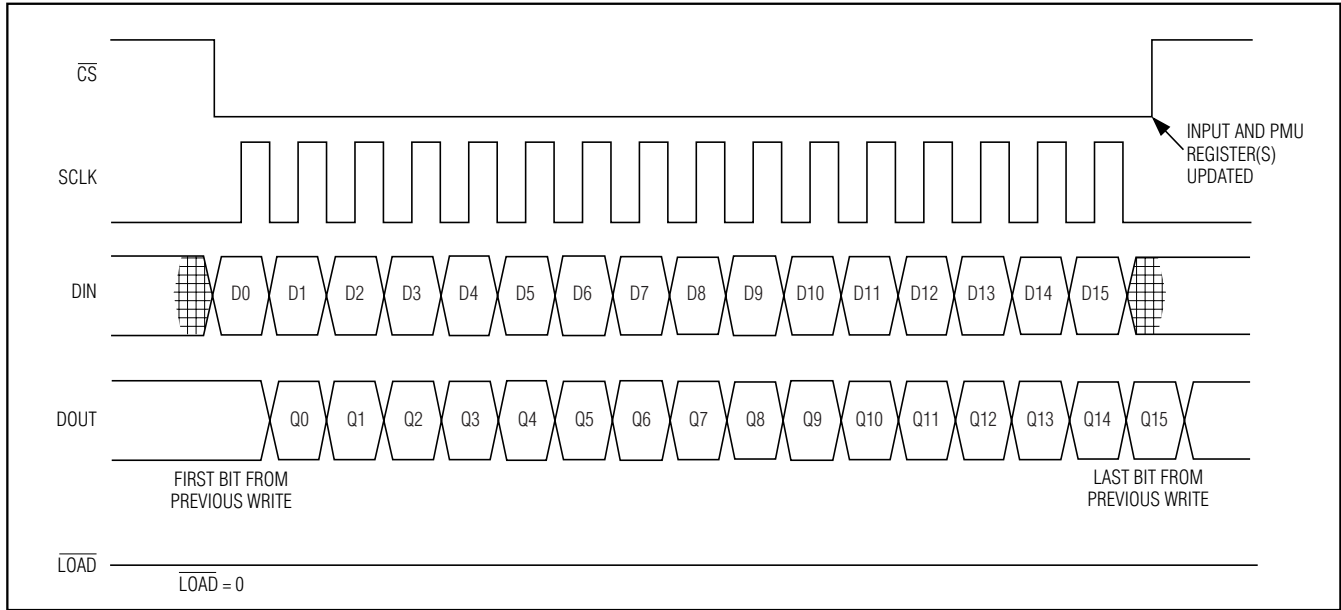 CS
INPUT AND PMU
REGISTER(S)
UPDATED
SCLK
DIN
D0 D1 D2 D3 D4 D5 D6 D7 D8 D9 D10 D11 D12 D13 D14 D15
DOUT
Q0 Q1 Q2 Q3 Q4 Q5 Q6 Q7 Q8 Q9 Q10 Q11 Q12 Q13 Q14 Q15
FIRST BIT FROM
PREVIOUS WRITE
LAST BIT FROM
PREVIOUS WRITE
LOAD
LOAD = 0